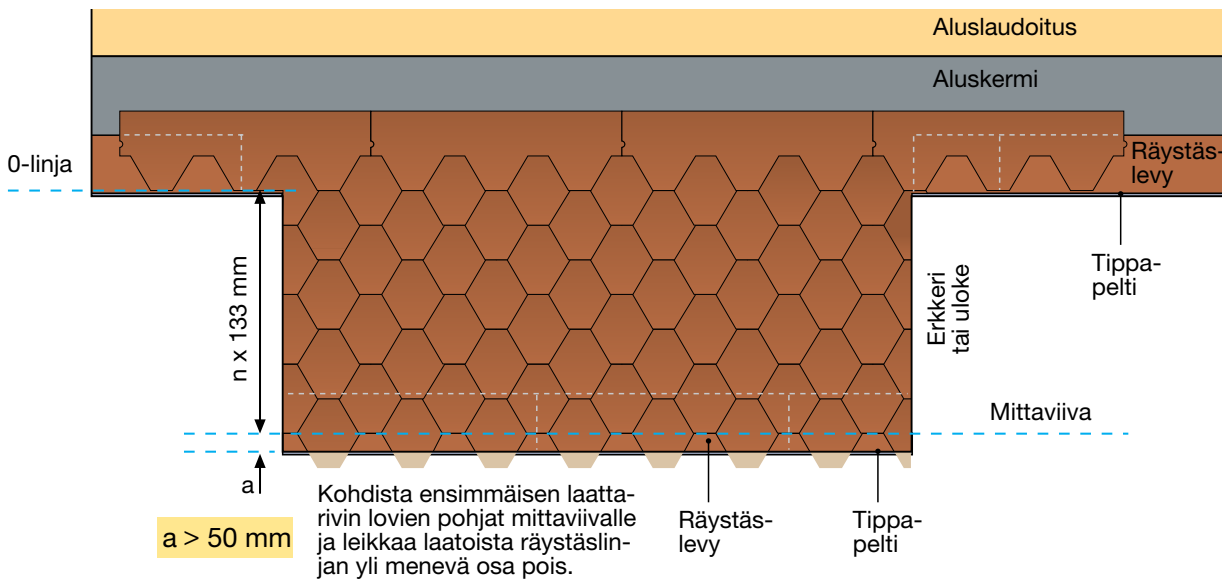 Aluslaudoitus
Aluskermi
0-linja
Räystäs-
levy
Tippa-
pelti
Erkkeri
tai uloke
n x 133 mm
Mittaviiva
a
a > 50 mm
Kohdista ensimmäisen laatta-
rivin lovien pohjat mittaviivalle
ja leikkaa laatoista räystäslin-
jan yli menevä osa pois.
Räystäs-
levy
Tippa-
pelti